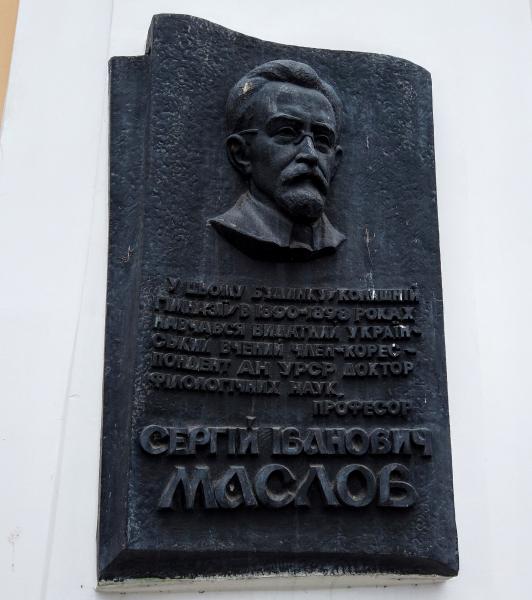 У ЦЬОМУ БУДИНКУ/КОЛИШНІЙ
ГІМНАЗІЇ/В 1890-1898 РОКАХ
НАВЧАВСЯ ВИДАТНИЙ УКРАЇН-
СЬКИЙ ВЧЕНИЙ ЧЛЕН-КОРЕС-
ПОНДЕНТ АН УРСР ДОКТОР
ФІЛОЛОГІЧНИХ НАУК
ПРОФЕСОР
СЕРГІЙ ІВАНОВИЧ
МАСЛОВ